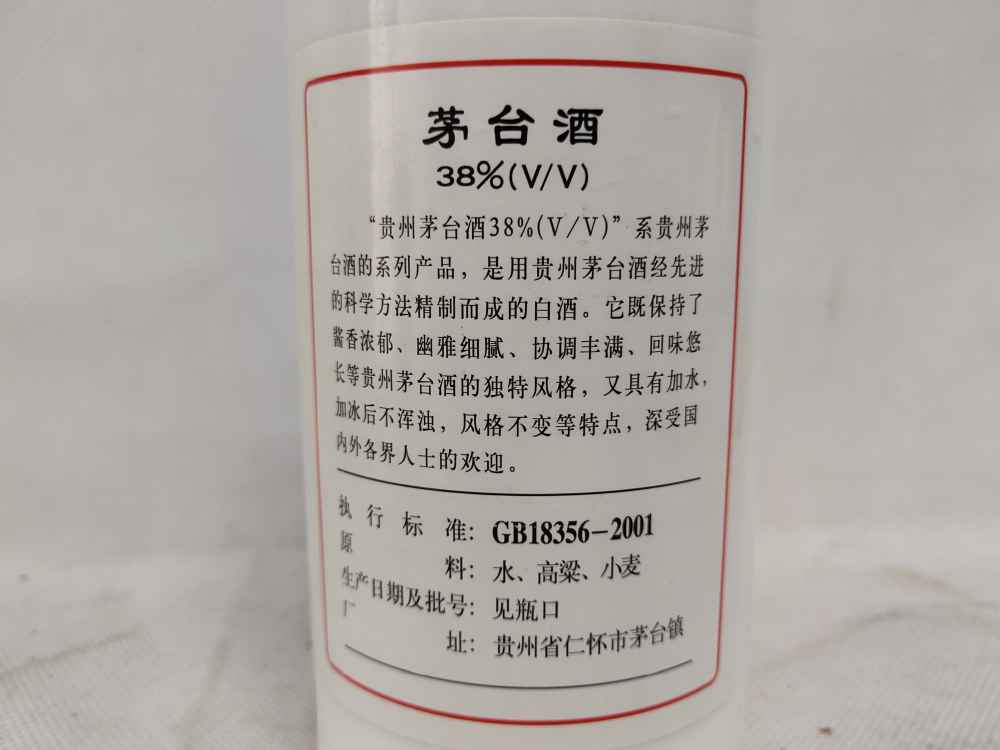 茅台酒
38%(V/V)
“贵州茅台酒38%(V/V)”系贵州茅
台酒的系列产品，是用贵州茅台酒经先进
的科学方法精制而成的白酒。它既保持了
酱香浓郁、幽雅细腻、协调丰满、回味悠
长等贵州茅台酒的独特风格，又具有加水，
加冰后不浑浊，风格不变等特点，深受国
内外各界人士的欢迎。
执行标准：GB18356-2001
原料：水、高粱、小麦
生产日期及批号：见瓶口
厂址：贵州省仁怀市茅台镇